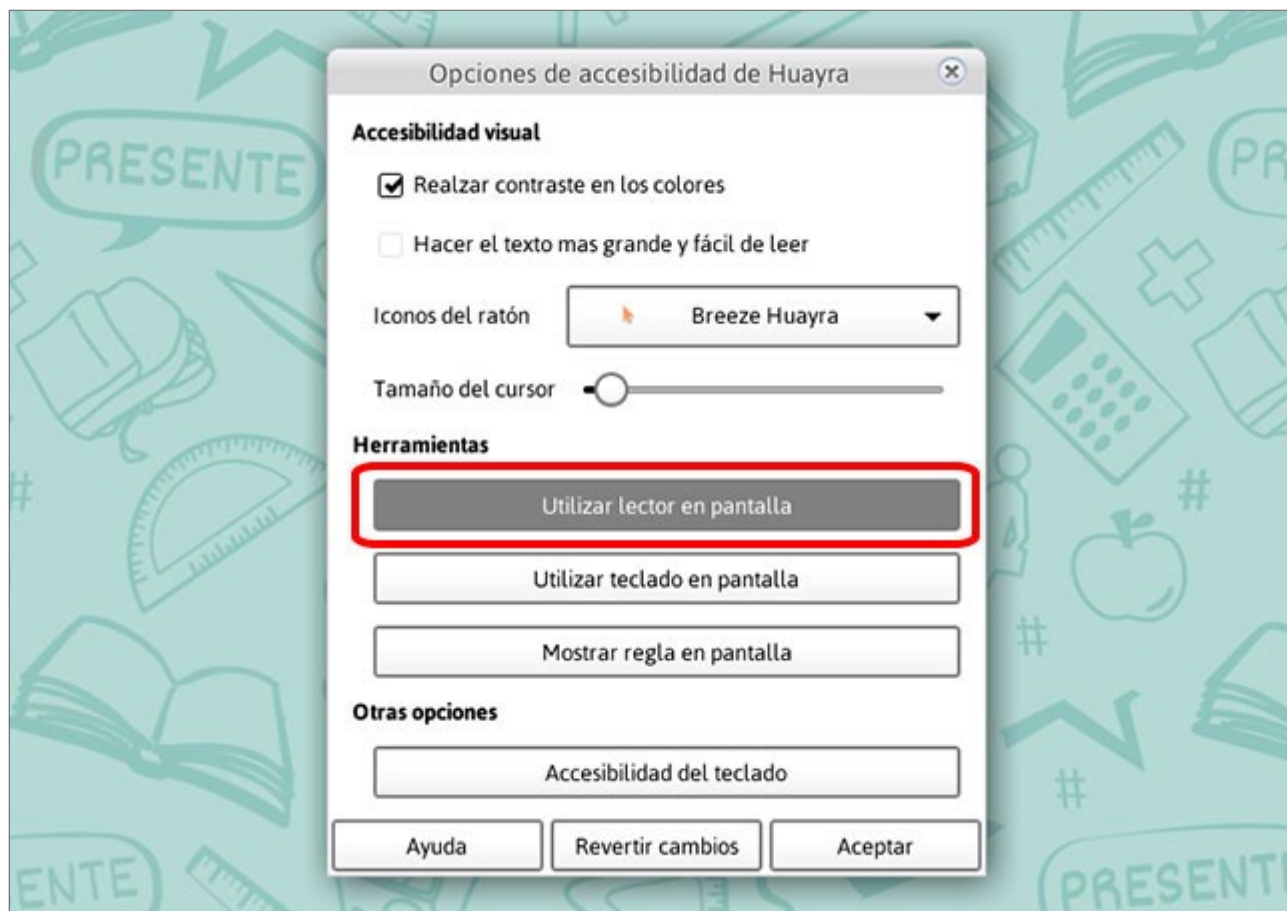 Opciones de accesibilidad de Huayra
PRESENTE
PR
Accesibilidad visual
Realzar contraste en los colores
Hacer el texto mas grande y fácil de leer
Iconos del ratón
Breeze Huayra
Tamaño del cursor
Herramientas
#
Utilizar lector en pantalla
#
Utilizar teclado en pantalla
#
Mostrar regla en pantalla
#
Otras opciones
Accesibilidad del teclado
#
Ayuda
Revertir cambios
Aceptar
ENTE
PRESENT